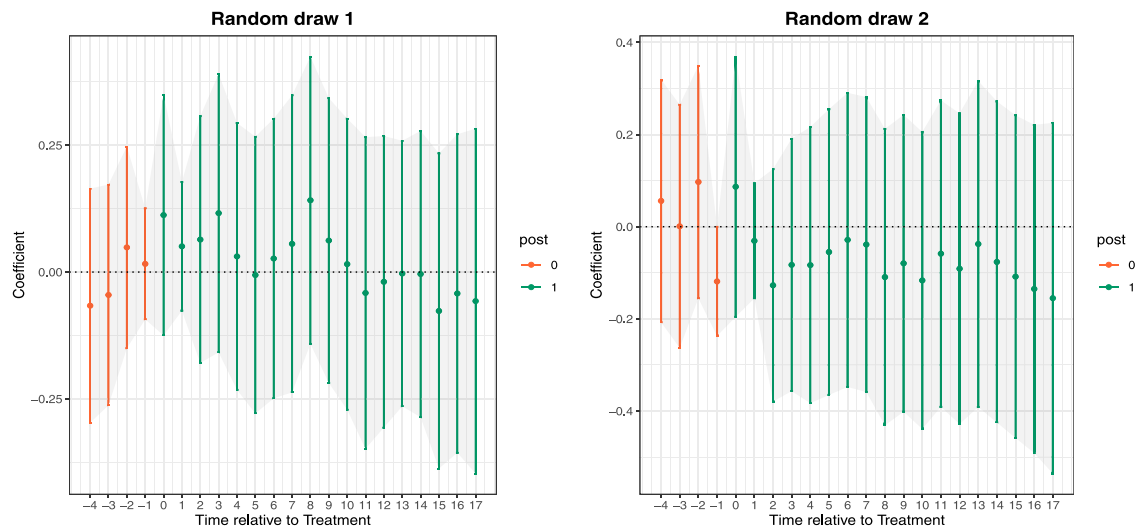 Random draw 1
0.25
0.00
−0.25
Coefficient
−4 −3 −2 −1 0 1 2 3 4 5 6 7 8 9 10 11 12 13 14 15 16 17
Time relative to Treatment
post
0
1
Random draw 2
0.4
0.2
0.0
−0.2
−0.4
Coefficient
−4 −3 −2 −1 0 1 2 3 4 5 6 7 8 9 10 11 12 13 14 15 16 17
Time relative to Treatment
post
0
1